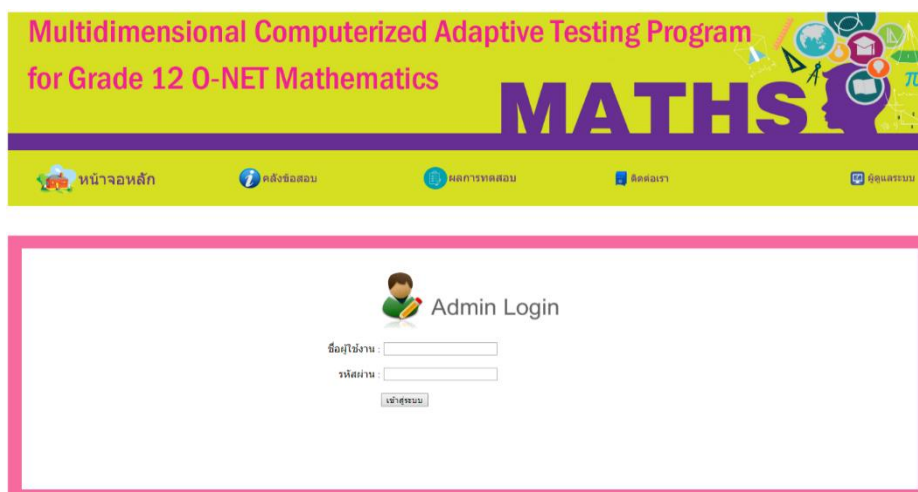 Multidimensional Computerized Adaptive Testing Program
for Grade 12 O-NET Mathematics
MATHS
π
หน้าจอหลัก
คลังข้อสอบ
ผลการทดสอบ
ติดต่อเรา
ผู้ดูแลระบบ
Admin Login
ชื่อผู้ใช้งาน :
รหัสผ่าน :
เข้าสู่ระบบ